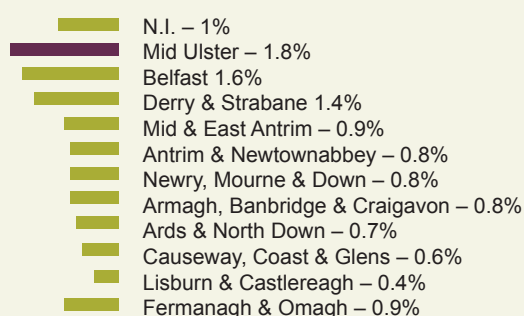 N.I. – 1%
Mid Ulster – 1.8%
Belfast 1.6%
Derry & Strabane 1.4%
Mid & East Antrim – 0.9%
Antrim & Newtownabbey – 0.8%
Newry, Mourne & Down – 0.8%
Armagh, Banbridge & Craigavon – 0.8%
Ards & North Down – 0.7%
Causeway, Coast & Glens – 0.6%
Lisburn & Castlereagh – 0.4%
Fermanagh & Omagh – 0.9%